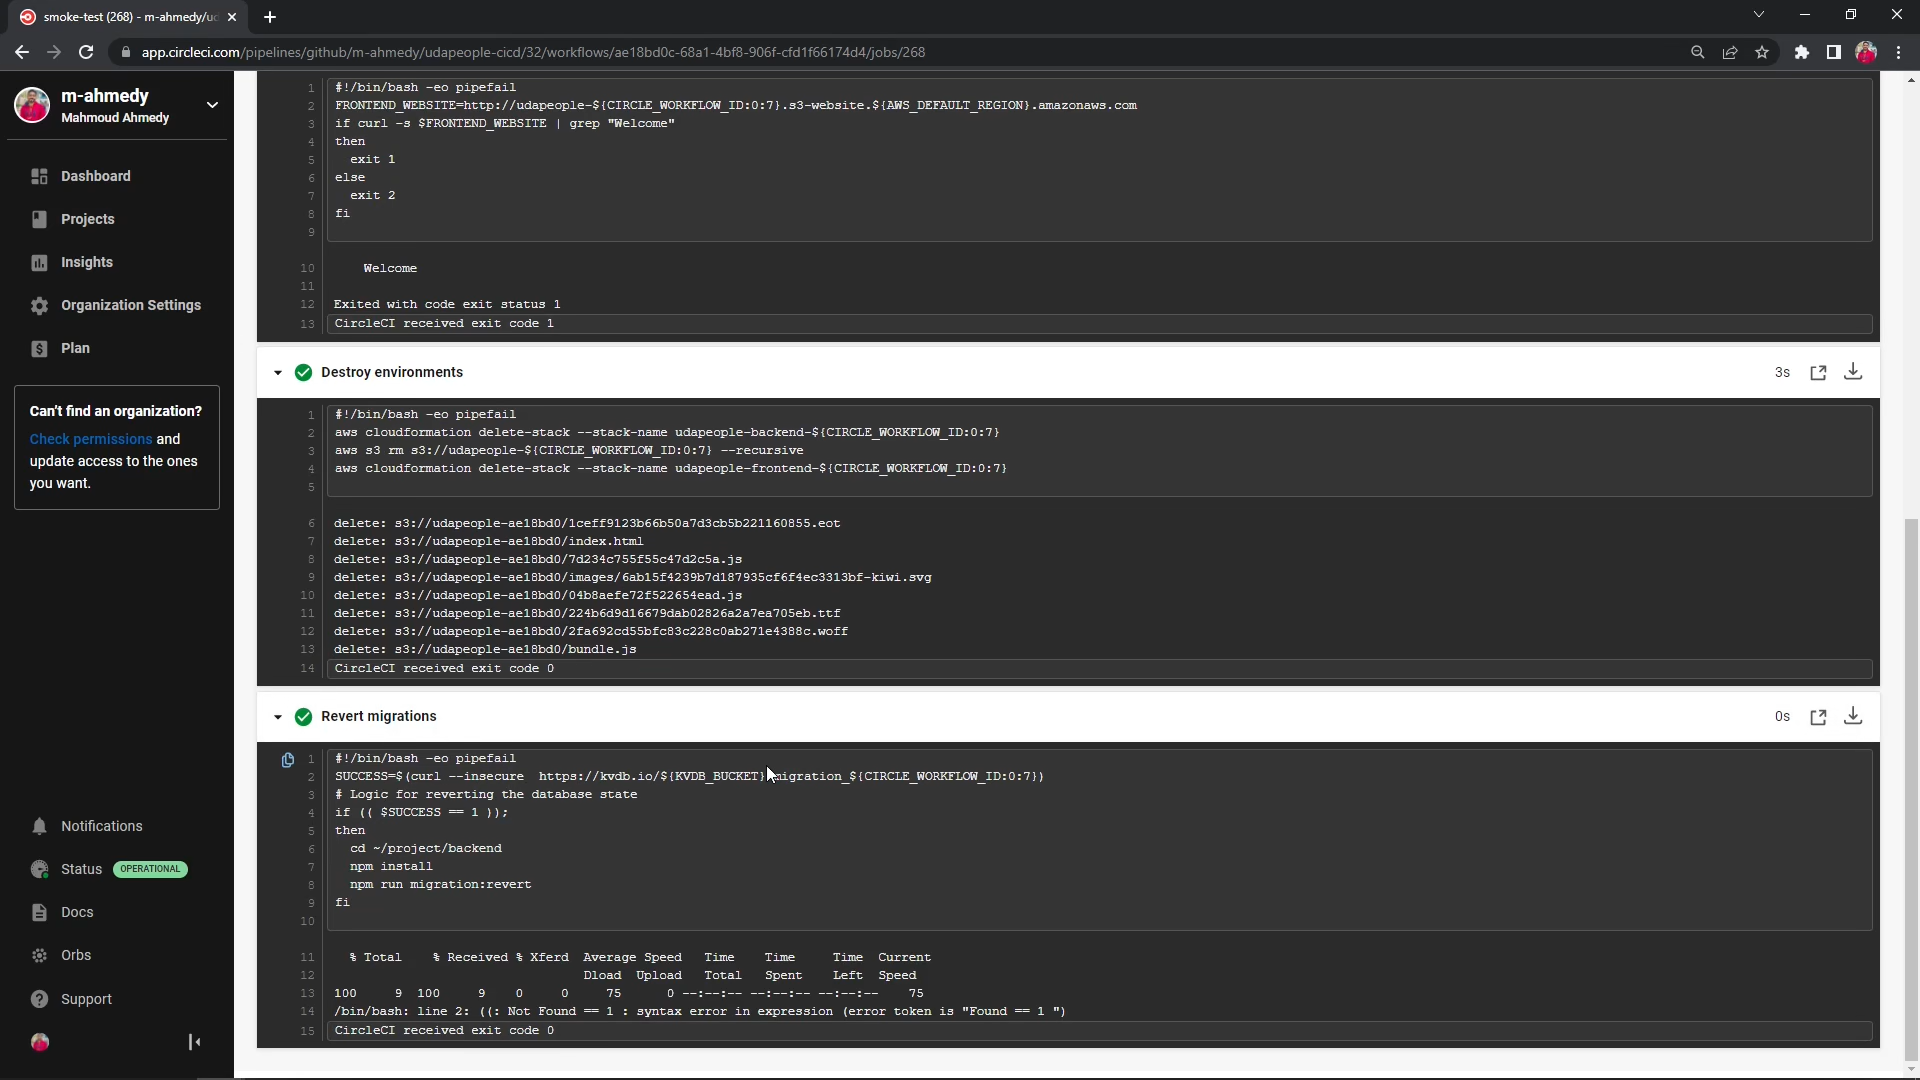 smoke-test (268) - m-ahmedy/ud
app.circleci.com/pipelines/github/m-ahmedy/udapeople-cicd/32/workflows/ae18bd0c-68a1-4bf8-906f-cfd1f66174d4/jobs/268
m-ahmedy
Mahmoud Ahmedy
Dashboard
Projects
Insights
Organization Settings
Plan
Can't find an organization?
Check permissions and
update access to the ones
you want.
Notifications
Status OPERATIONAL
Docs
Orbs
Support
1 #!/bin/bash -eo pipefail
2 FRONTEND_WEBSITE=http://udapeople-${CIRCLE_WORKFLOW_ID:0:7}.s3-website.${AWS_DEFAULT_REGION}.amazonaws.com
3 if curl -s $FRONTEND_WEBSITE | grep "Welcome"
4 then
5 exit 1
6 else
7 exit 2
8 fi
9
10 Welcome
11
12 Exited with code exit status 1
13 CircleCI received exit code 1
Destroy environments 3s
1 #!/bin/bash -eo pipefail
2 aws cloudformation delete-stack --stack-name udapeople-backend-${CIRCLE_WORKFLOW_ID:0:7}
3 aws s3 rm s3://udapeople-${CIRCLE_WORKFLOW_ID:0:7} --recursive
4 aws cloudformation delete-stack --stack-name udapeople-frontend-${CIRCLE_WORKFLOW_ID:0:7}
5
6 delete: s3://udapeople-ae18bd0/1ceff9123b66b50a7d3cb5b221160855.eot
7 delete: s3://udapeople-ae18bd0/index.html
8 delete: s3://udapeople-ae18bd0/7d234c755f55c47d2c5a.js
9 delete: s3://udapeople-ae18bd0/images/6ab15f4239b7d187935cf6f4ec3313bf-kiwi.svg
10 delete: s3://udapeople-ae18bd0/04b8aefe72f522654ead.js
11 delete: s3://udapeople-ae18bd0/224b6d9d16679dab02826a2a7ea705eb.ttf
12 delete: s3://udapeople-ae18bd0/2fa692cd55bfc83c228c0ab271e4388c.woff
13 delete: s3://udapeople-ae18bd0/bundle.js
14 CircleCI received exit code 0
Revert migrations 0s
1 #!/bin/bash -eo pipefail
2 SUCCESS=$(curl --insecure https://kvdb.io/${KVDB_BUCKET} migration_${CIRCLE_WORKFLOW_ID:0:7})
3 # Logic for reverting the database state
4 if (( $SUCCESS == 1 ));
5 then
6 cd ~/project/backend
7 npm install
8 npm run migration:revert
9 fi
10
11 % Total % Received % Xferd Average Speed Time Time Time Current
12 Dload Upload Total Spent Left Speed
13 100 9 100 9 0 0 75 0 --:--:-- --:--:-- --:--:-- 75
14 /bin/bash: line 2: ((: Not Found == 1 : syntax error in expression (error token is "Found == 1 ")
15 CircleCI received exit code 0